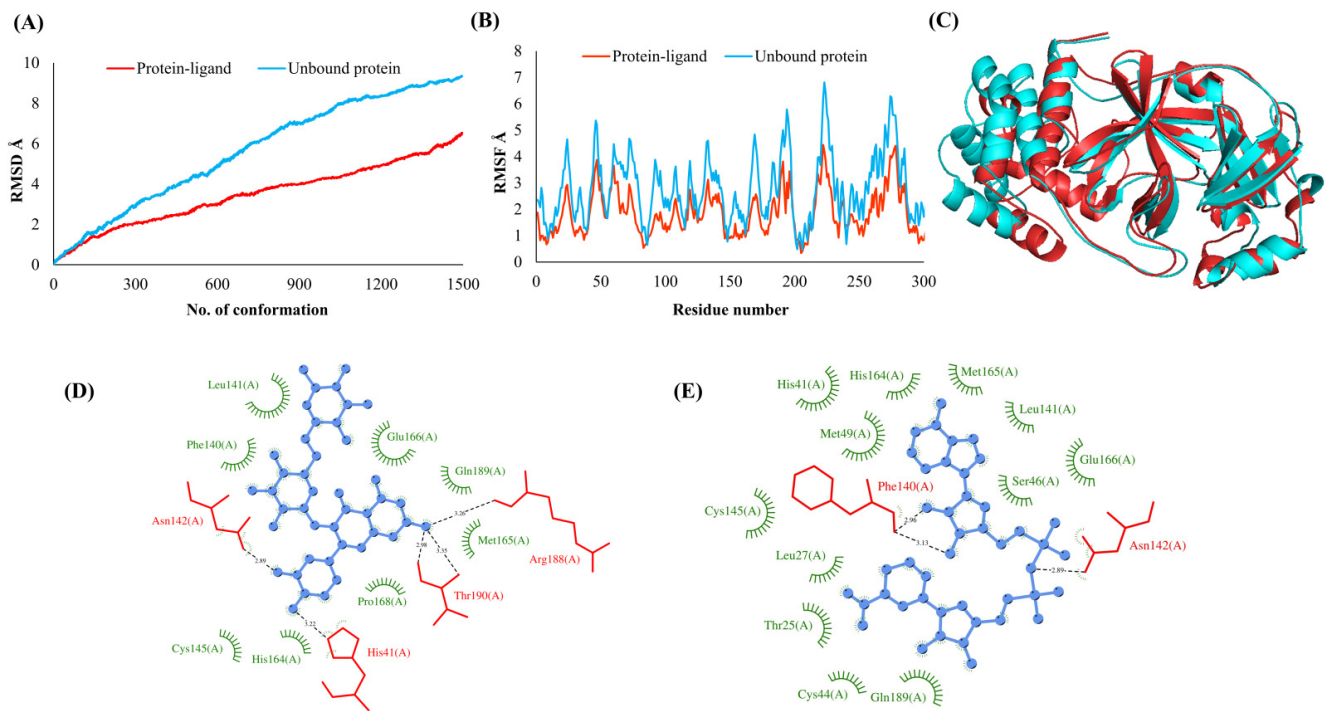 (A)
Protein-ligand
Unbound protein
RMSD Å
10
8
6
4
2
0
0
300
600
900
1200
1500
No. of conformation
(B)
Protein-ligand
Unbound protein
RMSF Å
8
7
6
5
4
3
2
1
0
0
50
100
150
200
250
300
Residue number
(C)
(D)
Leu141(A)
Phe140(A)
Glu166(A)
Gln189(A)
Asn142(A)
3.26
2.98
3.35
Met165(A)
Arg188(A)
2.89
Thr190(A)
Pro168(A)
3.22
Cys145(A)
His164(A)
His41(A)
(E)
His41(A)
His164(A)
Met165(A)
Leu141(A)
Met49(A)
Glu166(A)
Phe140(A)
Ser46(A)
Cys145(A)
2.96
3.13
Asn142(A)
2.89
Leu27(A)
Thr25(A)
Cys44(A)
Gln189(A)